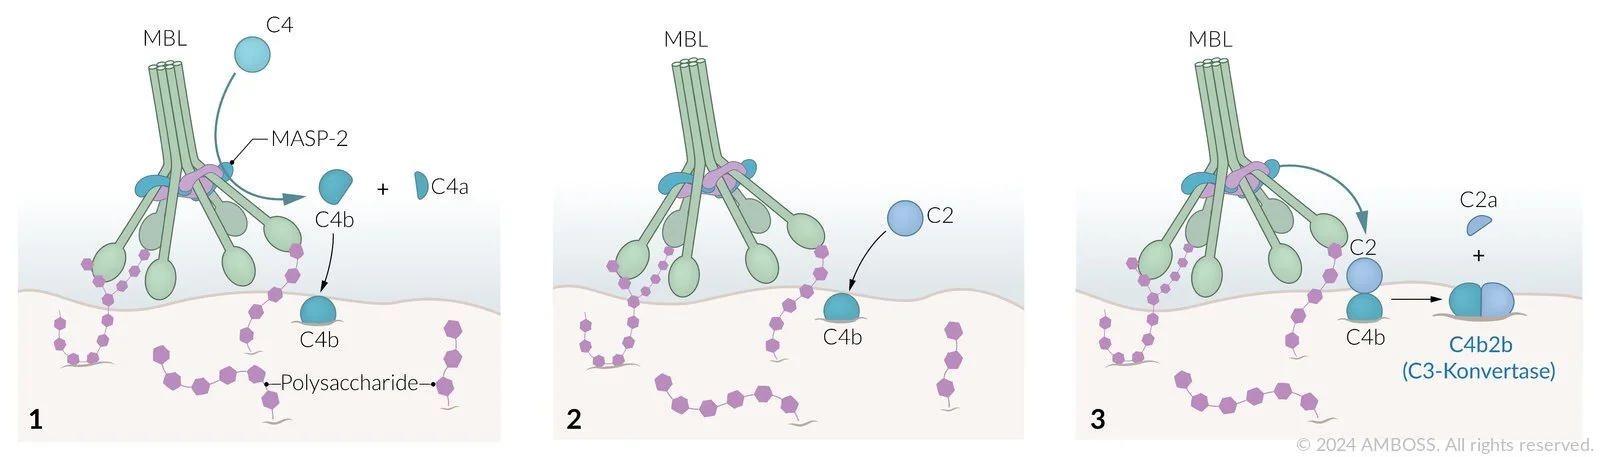 MBL
C4
MASP-2
C4b
+
C4a
C4b
Polysaccharide
1
MBL
C2
C4b
2
MBL
C2
C4b
C2a
+
C4b2b
(C3-Konvertase)
3
© 2024 AMBOSS. All rights reserved.